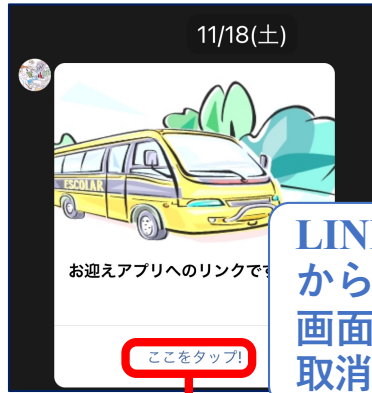 11/18(土)
ESCOLAR
お迎えアプリへのリンクです
ここをタップ!
から
画面
取消